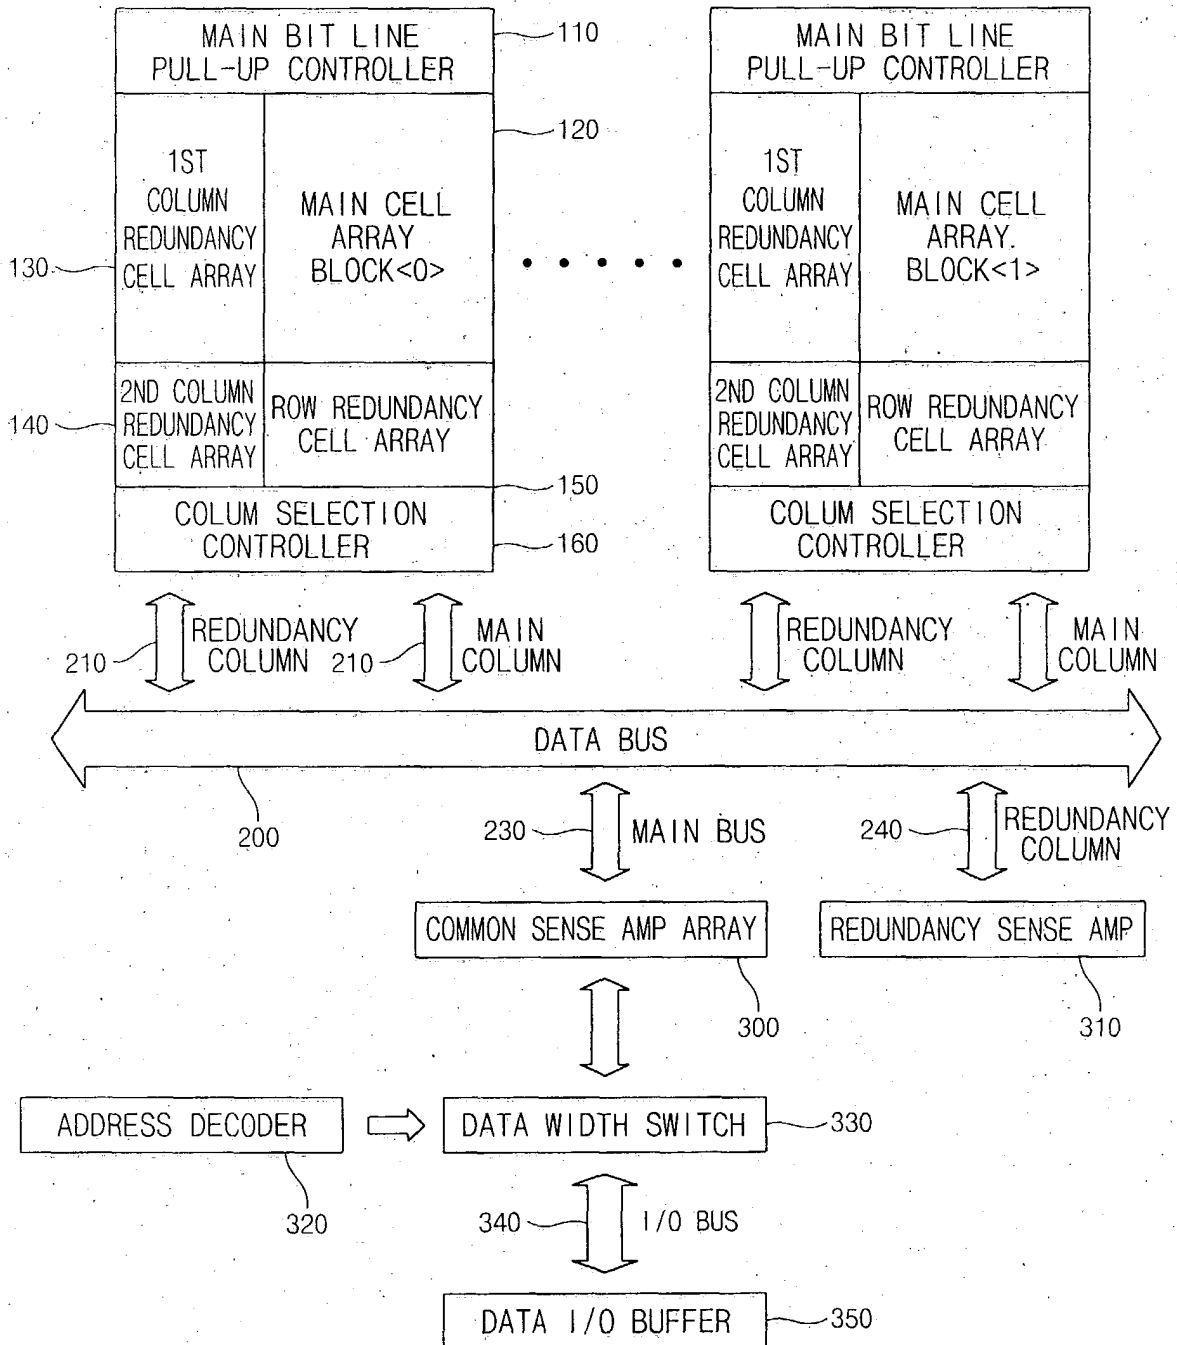 MAIN BIT LINE
PULL-UP CONTROLLER
110
120
1ST
COLUMN
REDUNDANCY
CELL ARRAY
130
MAIN CELL
ARRAY
BLOCK<0>
2ND COLUMN
REDUNDANCY
CELL ARRAY
140
ROW REDUNDANCY
CELL ARRAY
150
COLUM SELECTION
CONTROLLER
160
MAIN BIT LINE
PULL-UP CONTROLLER
1ST
COLUMN
REDUNDANCY
CELL ARRAY
MAIN CELL
ARRAY.
BLOCK<1>
2ND COLUMN
REDUNDANCY
CELL ARRAY
ROW REDUNDANCY
CELL ARRAY
COLUM SELECTION
CONTROLLER
210
REDUNDANCY
COLUMN
210
MAIN
COLUMN
REDUNDANCY
COLUMN
MAIN
COLUMN
DATA BUS
200
230
MAIN BUS
240
REDUNDANCY
COLUMN
COMMON SENSE AMP ARRAY
300
REDUNDANCY SENSE AMP
310
ADDRESS DECODER
320
DATA WIDTH SWITCH
330
340
I/O BUS
DATA I/O BUFFER
350